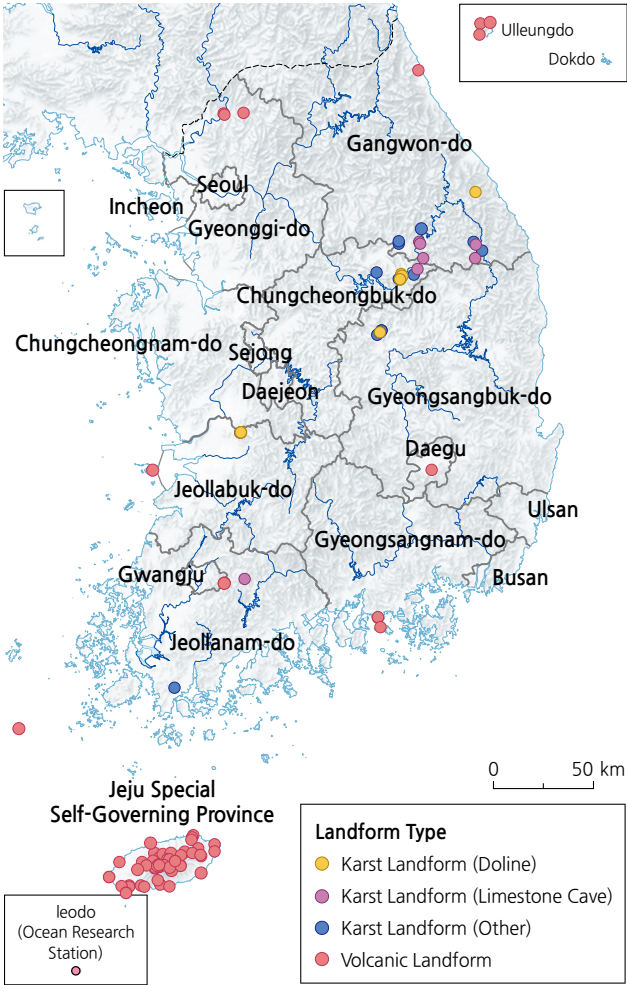 Ulleungdo
Dokdo
Gangwon-do
Seoul
Incheon
Gyeonggi-do
Chungcheongbuk-do
Chungcheongnam-do
Sejong
Daejeon
Gyeongsangbuk-do
Daegu
Jeollabuk-do
Ulsan
Gyeongsangnam-do
Gwangju
Busan
Jeollanam-do
0 50 km
Jeju Special
Self-Governing Province
Landform Type
Karst Landform (Doline)
Karst Landform (Limestone Cave)
Karst Landform (Other)
Volcanic Landform
Ieodo
(Ocean Research
Station)